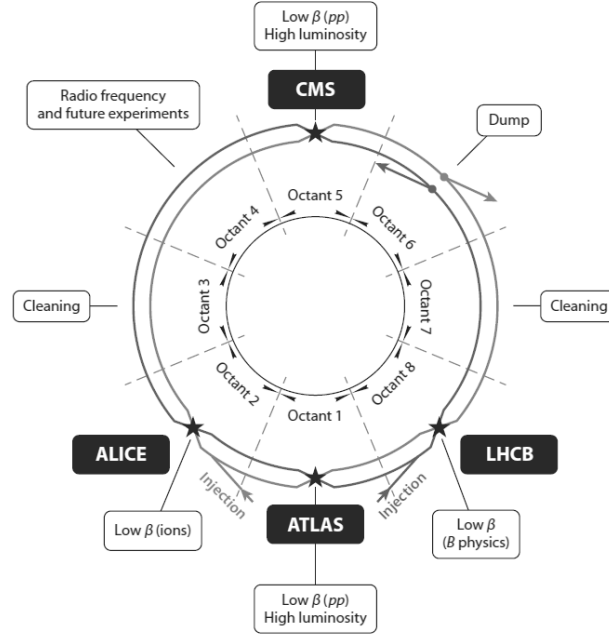 Low β (pp)
High luminosity
CMS
Radio frequency
and future experiments
Dump
Octant 5
Octant 4
Octant 6
Cleaning
Octant 3
Octant 7
Cleaning
Octant 2
Octant 8
Octant 1
ALICE
LHCB
Injection
Injection
ATLAS
Low β (ions)
Low β
(B physics)
Low β (pp)
High luminosity